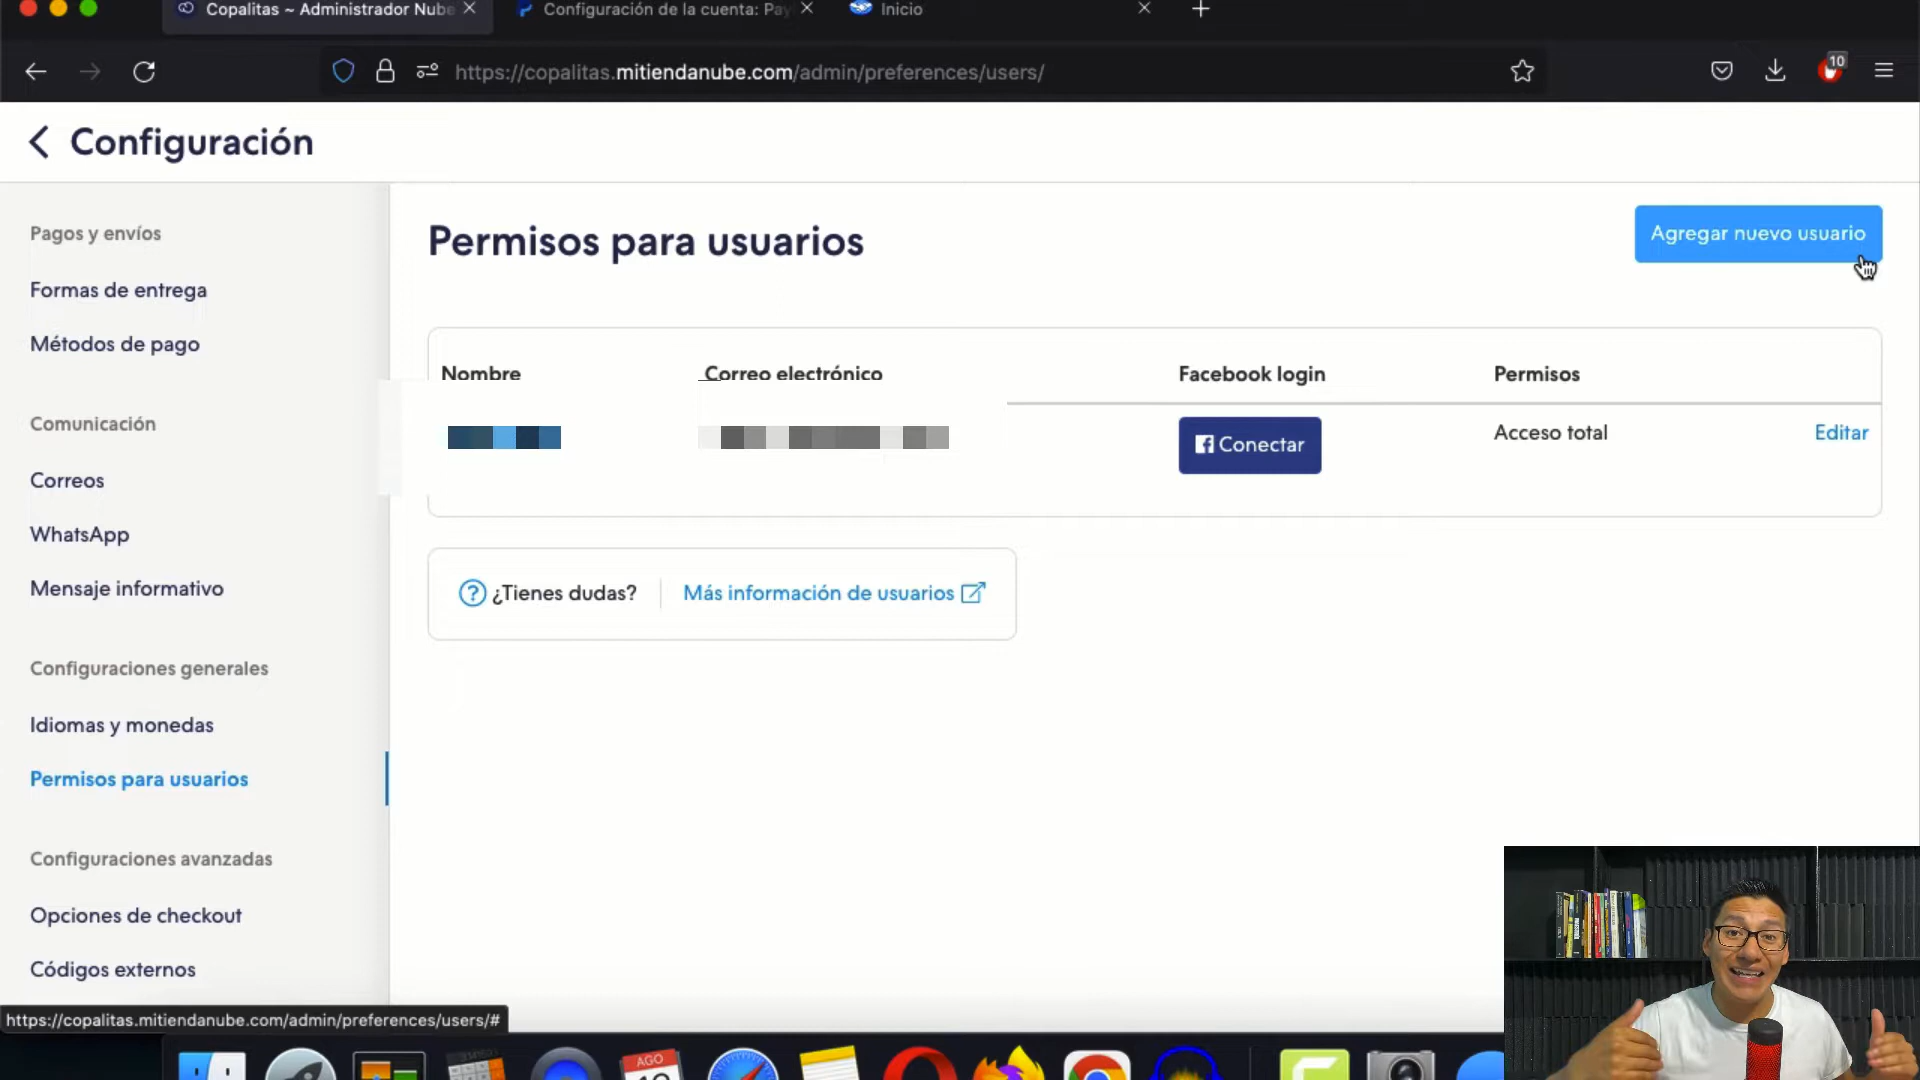 Copalitas ~ Administrador Nube
Configuración de la cuenta: Pay
Inicio
https://copalitas.mitiendanube.com/admin/preferences/users/
10
Configuración
Pagos y envíos
Formas de entrega
Métodos de pago
Comunicación
Correos
WhatsApp
Mensaje informativo
Configuraciones generales
Idiomas y monedas
Permisos para usuarios
Configuraciones avanzadas
Opciones de checkout
Códigos externos
Permisos para usuarios
Agregar nuevo usuario
Nombre Correo electrónico Facebook login Permisos
Conectar Acceso total Editar
¿Tienes dudas? Más información de usuarios
https://copalitas.mitiendanube.com/admin/preferences/users/#
AGO